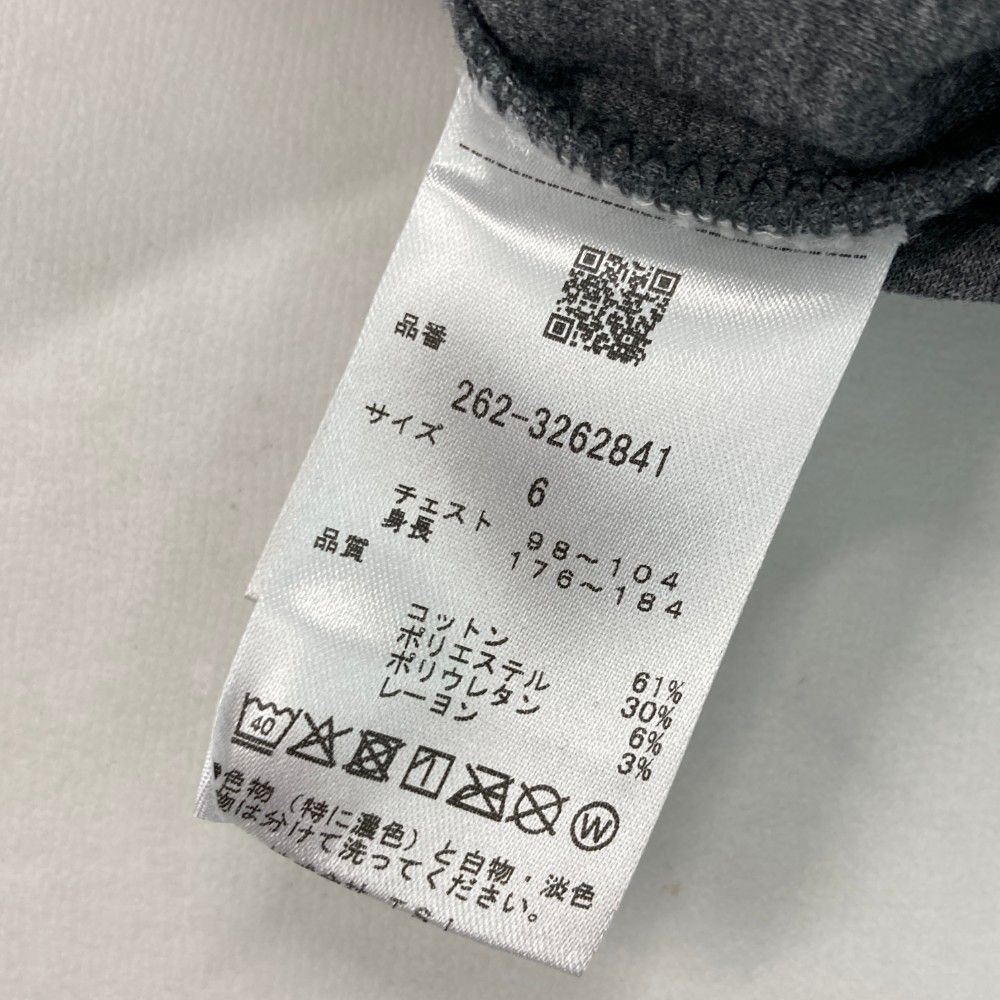 品番
262-3262841
サイズ
6
チェスト 98～104
身長 176～184
品質
コットン 61%
ポリエステル 30%
ポリウレタン 6%
レーヨン 3%
40
W
色物（特に濃色）と白物・淡色
物は分けて洗ってください。